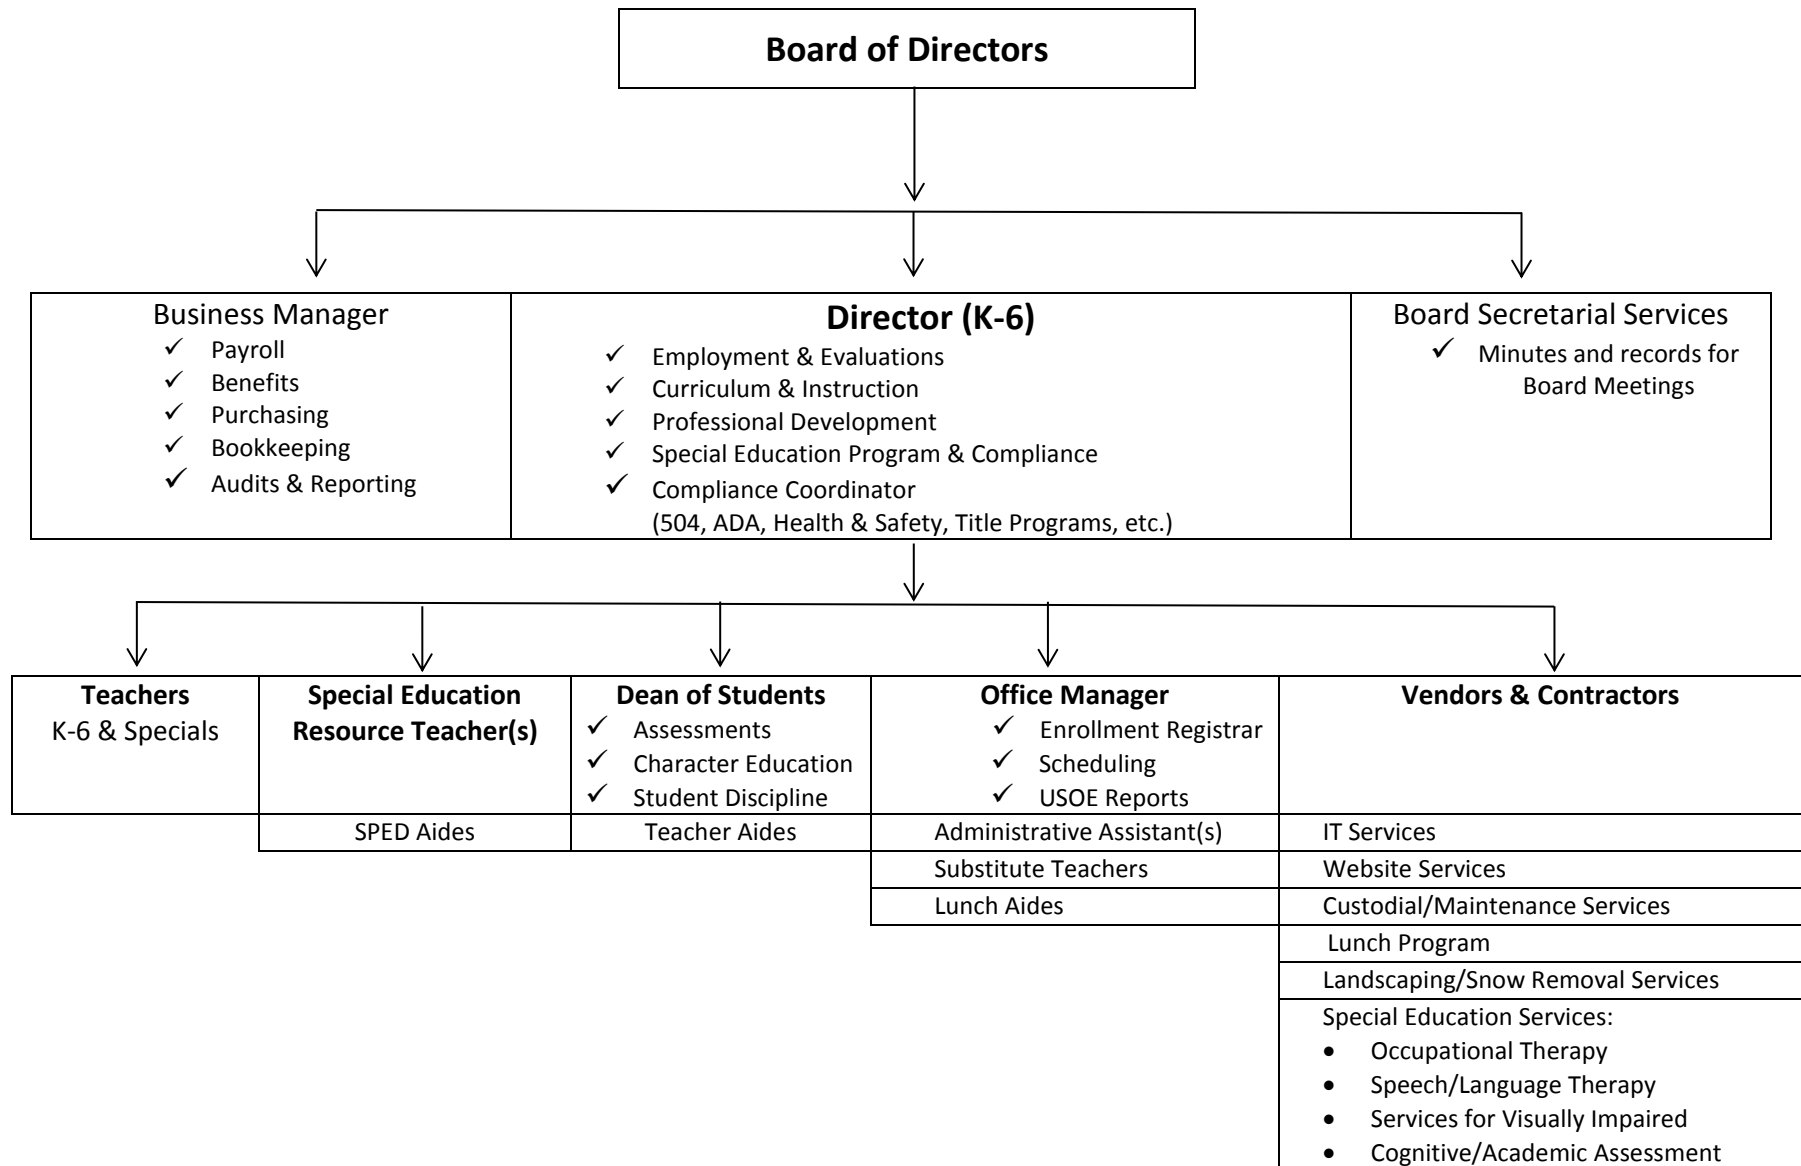 Board of Directors
Business Manager
✓ Payroll
✓ Benefits
✓ Purchasing
✓ Bookkeeping
✓ Audits & Reporting
Director (K-6)
✓ Employment & Evaluations
✓ Curriculum & Instruction
✓ Professional Development
✓ Special Education Program & Compliance
✓ Compliance Coordinator
(504, ADA, Health & Safety, Title Programs, etc.)
Board Secretarial Services
✓ Minutes and records for
Board Meetings
Teachers
K-6 & Specials
Special Education
Resource Teacher(s)
SPED Aides
Dean of Students
✓ Assessments
✓ Character Education
✓ Student Discipline
Teacher Aides
Office Manager
✓ Enrollment Registrar
✓ Scheduling
✓ USOE Reports
Administrative Assistant(s)
Substitute Teachers
Lunch Aides
Vendors & Contractors
IT Services
Website Services
Custodial/Maintenance Services
Lunch Program
Landscaping/Snow Removal Services
Special Education Services:
• Occupational Therapy
• Speech/Language Therapy
• Services for Visually Impaired
• Cognitive/Academic Assessment